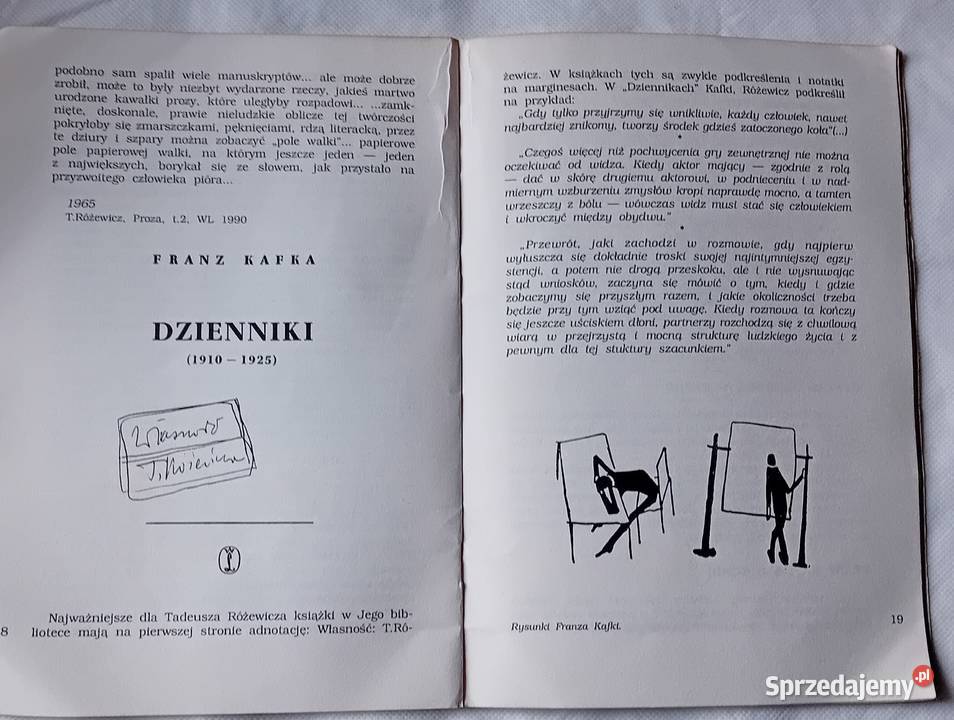 podobno sam spalił wiele manuskryptów... ale może dobrze
zrobił, może to były niezbyt wydarzone rzeczy, jakieś martwo
urodzone kawałki prozy, które uległyby rozpadowi... ...zamk-
nięte, doskonałe, prawie nieludzkie oblicze tej twórczości
pokryłoby się zmarszczkami, pęknięciami, rdzą literacką, przez
te dziury i szpary można zobaczyć „pole walki"... papierowe
pole papierowej walki, na którym jeszcze jeden — jeden
z największych, borykał się ze słowem, jak przystało na
przyzwoitego człowieka pióra...
1965
T.Różewicz, Proza, t.2, WL 1990
FRANZ KAFKA
DZIENNIKI
(1910 — 1925)
Własność
Najważniejsze dla Tadeusza Różewicza książki w Jego bib-
liotece mają na pierwszej stronie adnotację: Własność: T.Ró-
8
żewicz. W książkach tych są zwykle podkreślenia i notatki
na marginesach. W „Dziennikach" Kafki, Różewicz podkreślił
na przykład:
„Gdy tylko przyjrzymy się wnikliwie, każdy człowiek, nawet
najbardziej znikomy, tworzy środek gdzieś zatoczonego koła"(...)
•
„Czegoś więcej niż pochwycenia gry zewnętrznej nie można
oczekiwać od widza. Kiedy aktor mający — zgodnie z rolą
— dać w skórę drugiemu aktorowi, w podnieceniu i w nad-
miernym wzburzeniu zmysłów kropi naprawdę mocno, a tamten
wrzeszczy z bólu — wówczas widz musi stać się człowiekiem
i wkroczyć między obydwu."
•
„Przewrót, jaki zachodzi w rozmowie, gdy najpierw
wyłuszcza się dokładnie troski swojej najintymniejszej egzy-
stencji, a potem nie drogą przeskoku, ale i nie wysnuwając
stąd wniosków, zaczyna się mówić o tym, kiedy i gdzie
zobaczymy się przyszłym razem, i jakie okoliczności trzeba
będzie przy tym wziąć pod uwagę. Kiedy rozmowa ta kończy
się jeszcze uściskiem dłoni, partnerzy rozchodzą się z chwilową
wiarą w przejrzystą i mocną strukturę ludzkiego życia i z
pewnym dla tej stuktury szacunkiem."
Rysunki Franza Kafki.
19
Sprzedajemy.pl